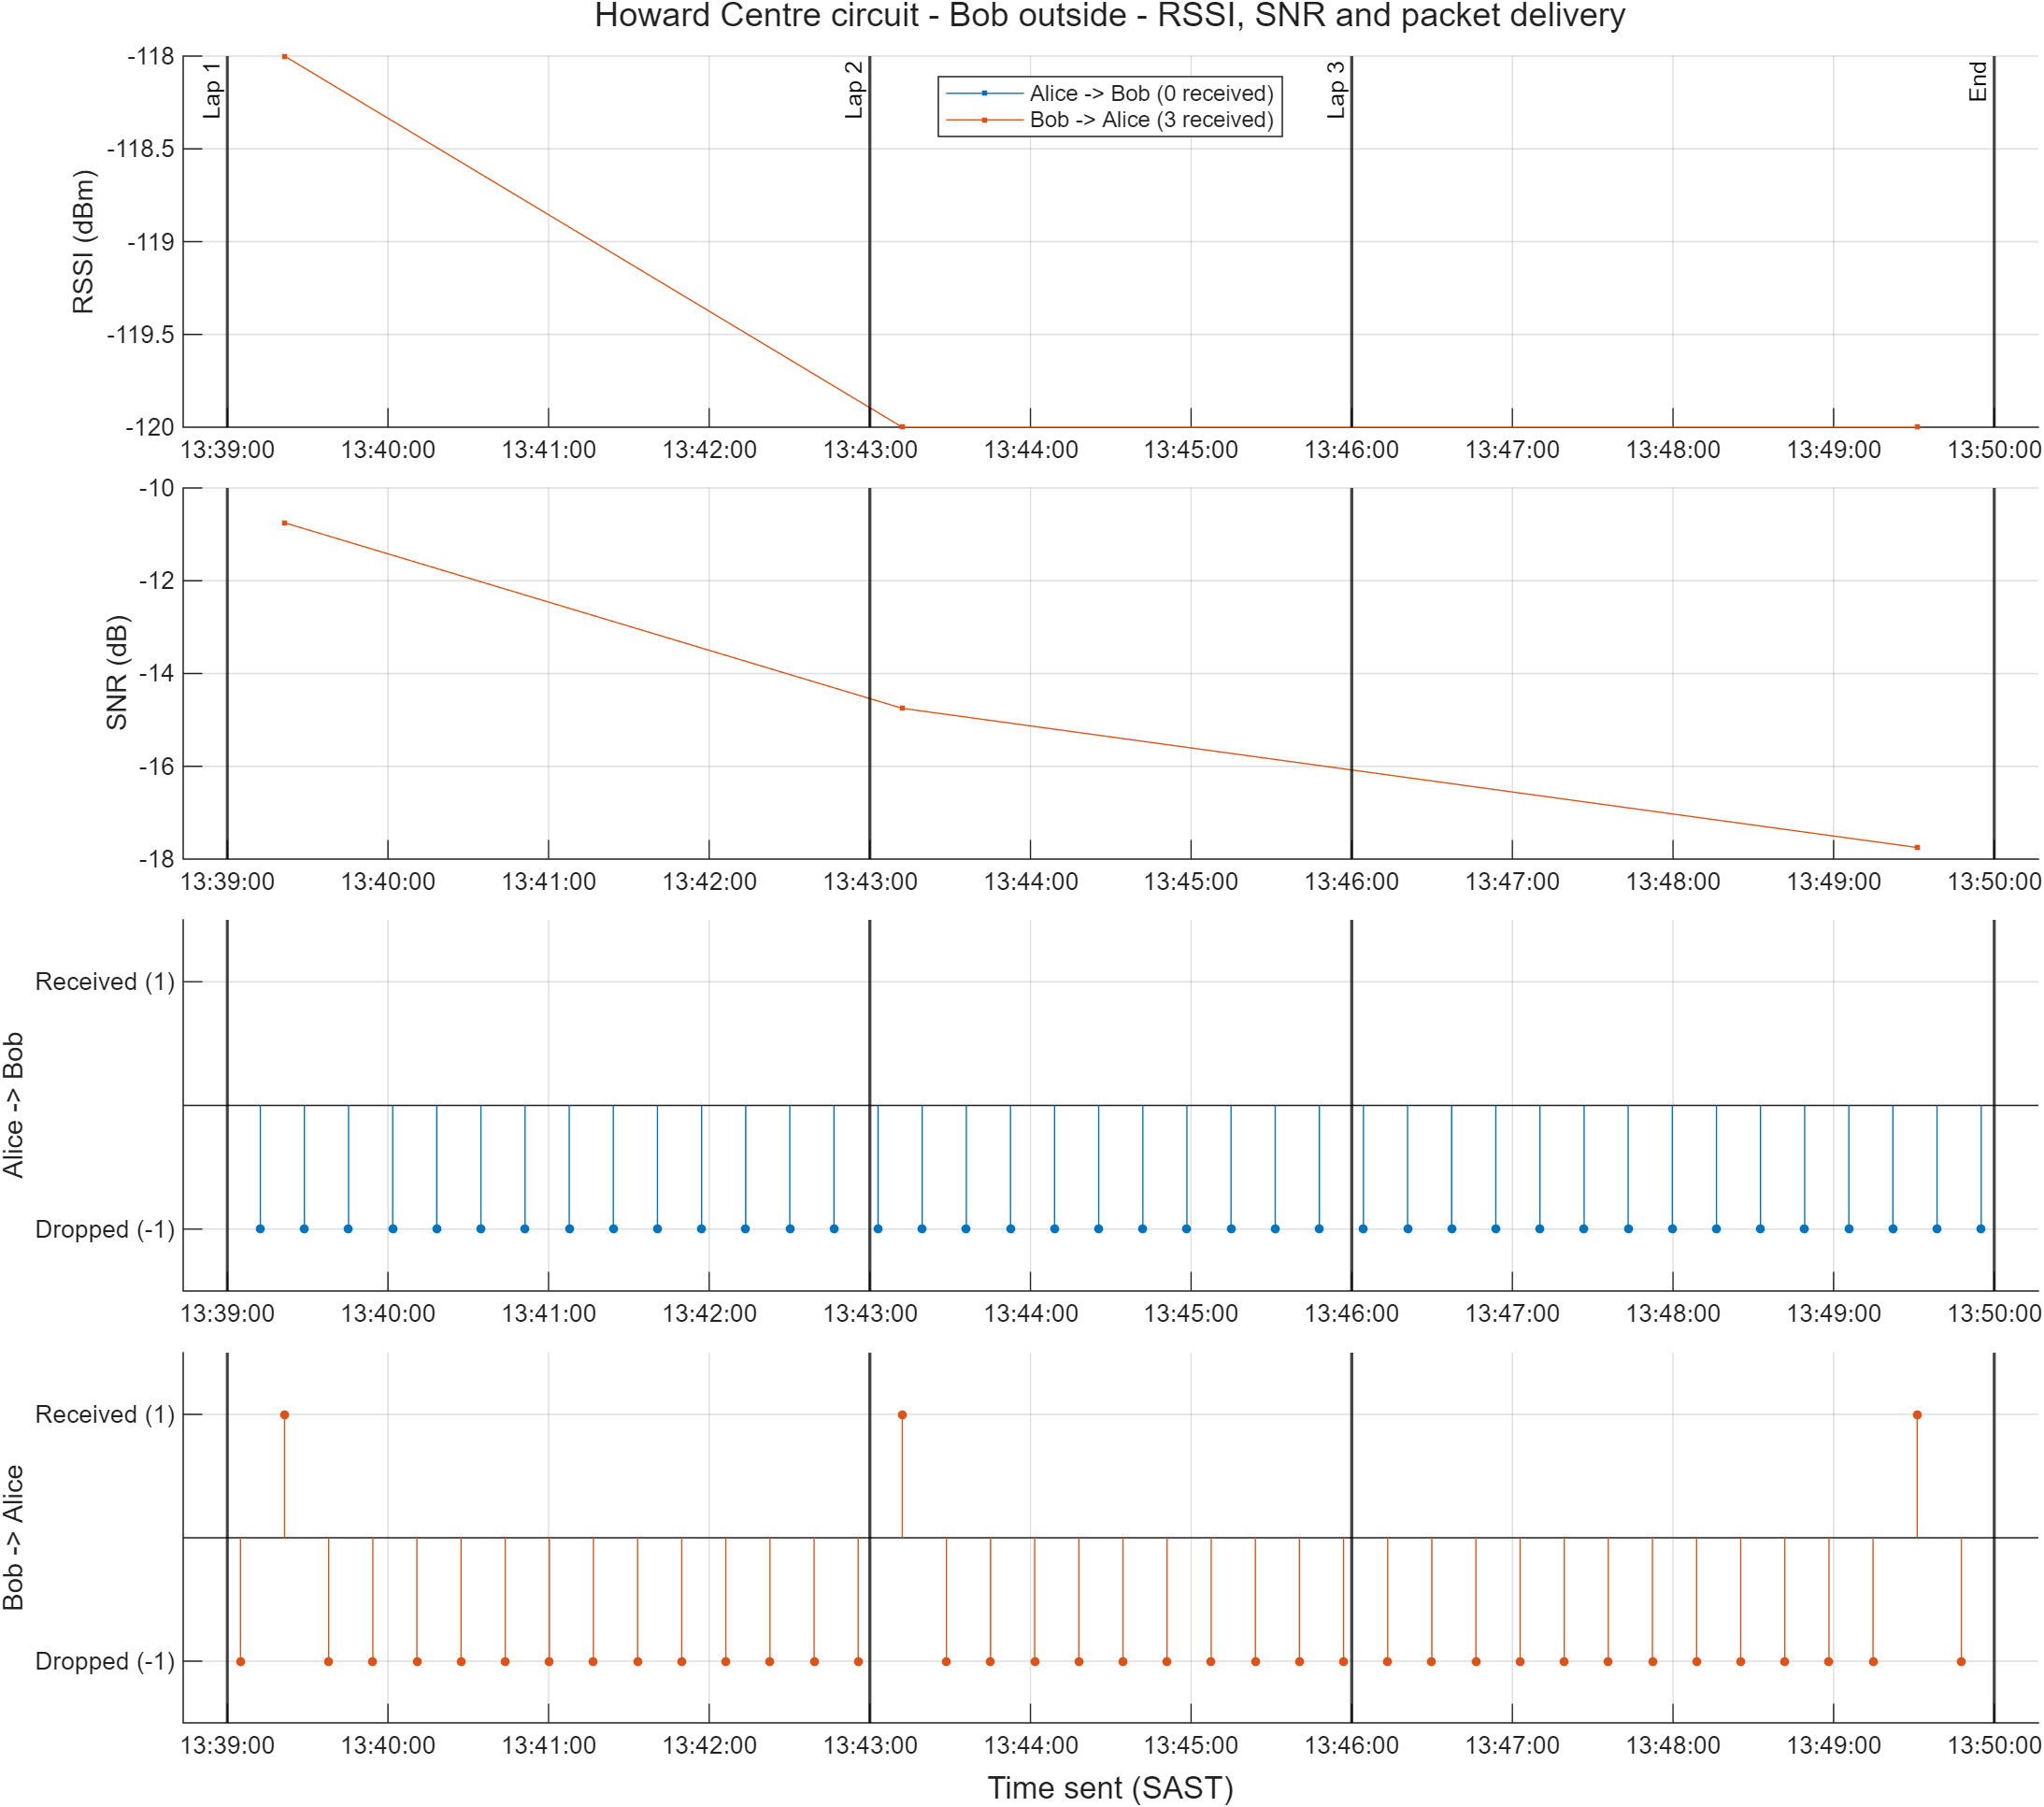 Howard Centre circuit - Bob outside - RSSI, SNR and packet delivery
RSSI (dBm)
-118
-118.5
-119
-119.5
-120
Lap 1
Lap 2
Lap 3
End
Alice -> Bob (0 received)
Bob -> Alice (3 received)
13:39:00 13:40:00 13:41:00 13:42:00 13:43:00 13:44:00 13:45:00 13:46:00 13:47:00 13:48:00 13:49:00 13:50:00
SNR (dB)
-10
-12
-14
-16
-18
13:39:00 13:40:00 13:41:00 13:42:00 13:43:00 13:44:00 13:45:00 13:46:00 13:47:00 13:48:00 13:49:00 13:50:00
Alice -> Bob
Received (1)
Dropped (-1)
13:39:00 13:40:00 13:41:00 13:42:00 13:43:00 13:44:00 13:45:00 13:46:00 13:47:00 13:48:00 13:49:00 13:50:00
Bob -> Alice
Received (1)
Dropped (-1)
13:39:00 13:40:00 13:41:00 13:42:00 13:43:00 13:44:00 13:45:00 13:46:00 13:47:00 13:48:00 13:49:00 13:50:00
Time sent (SAST)